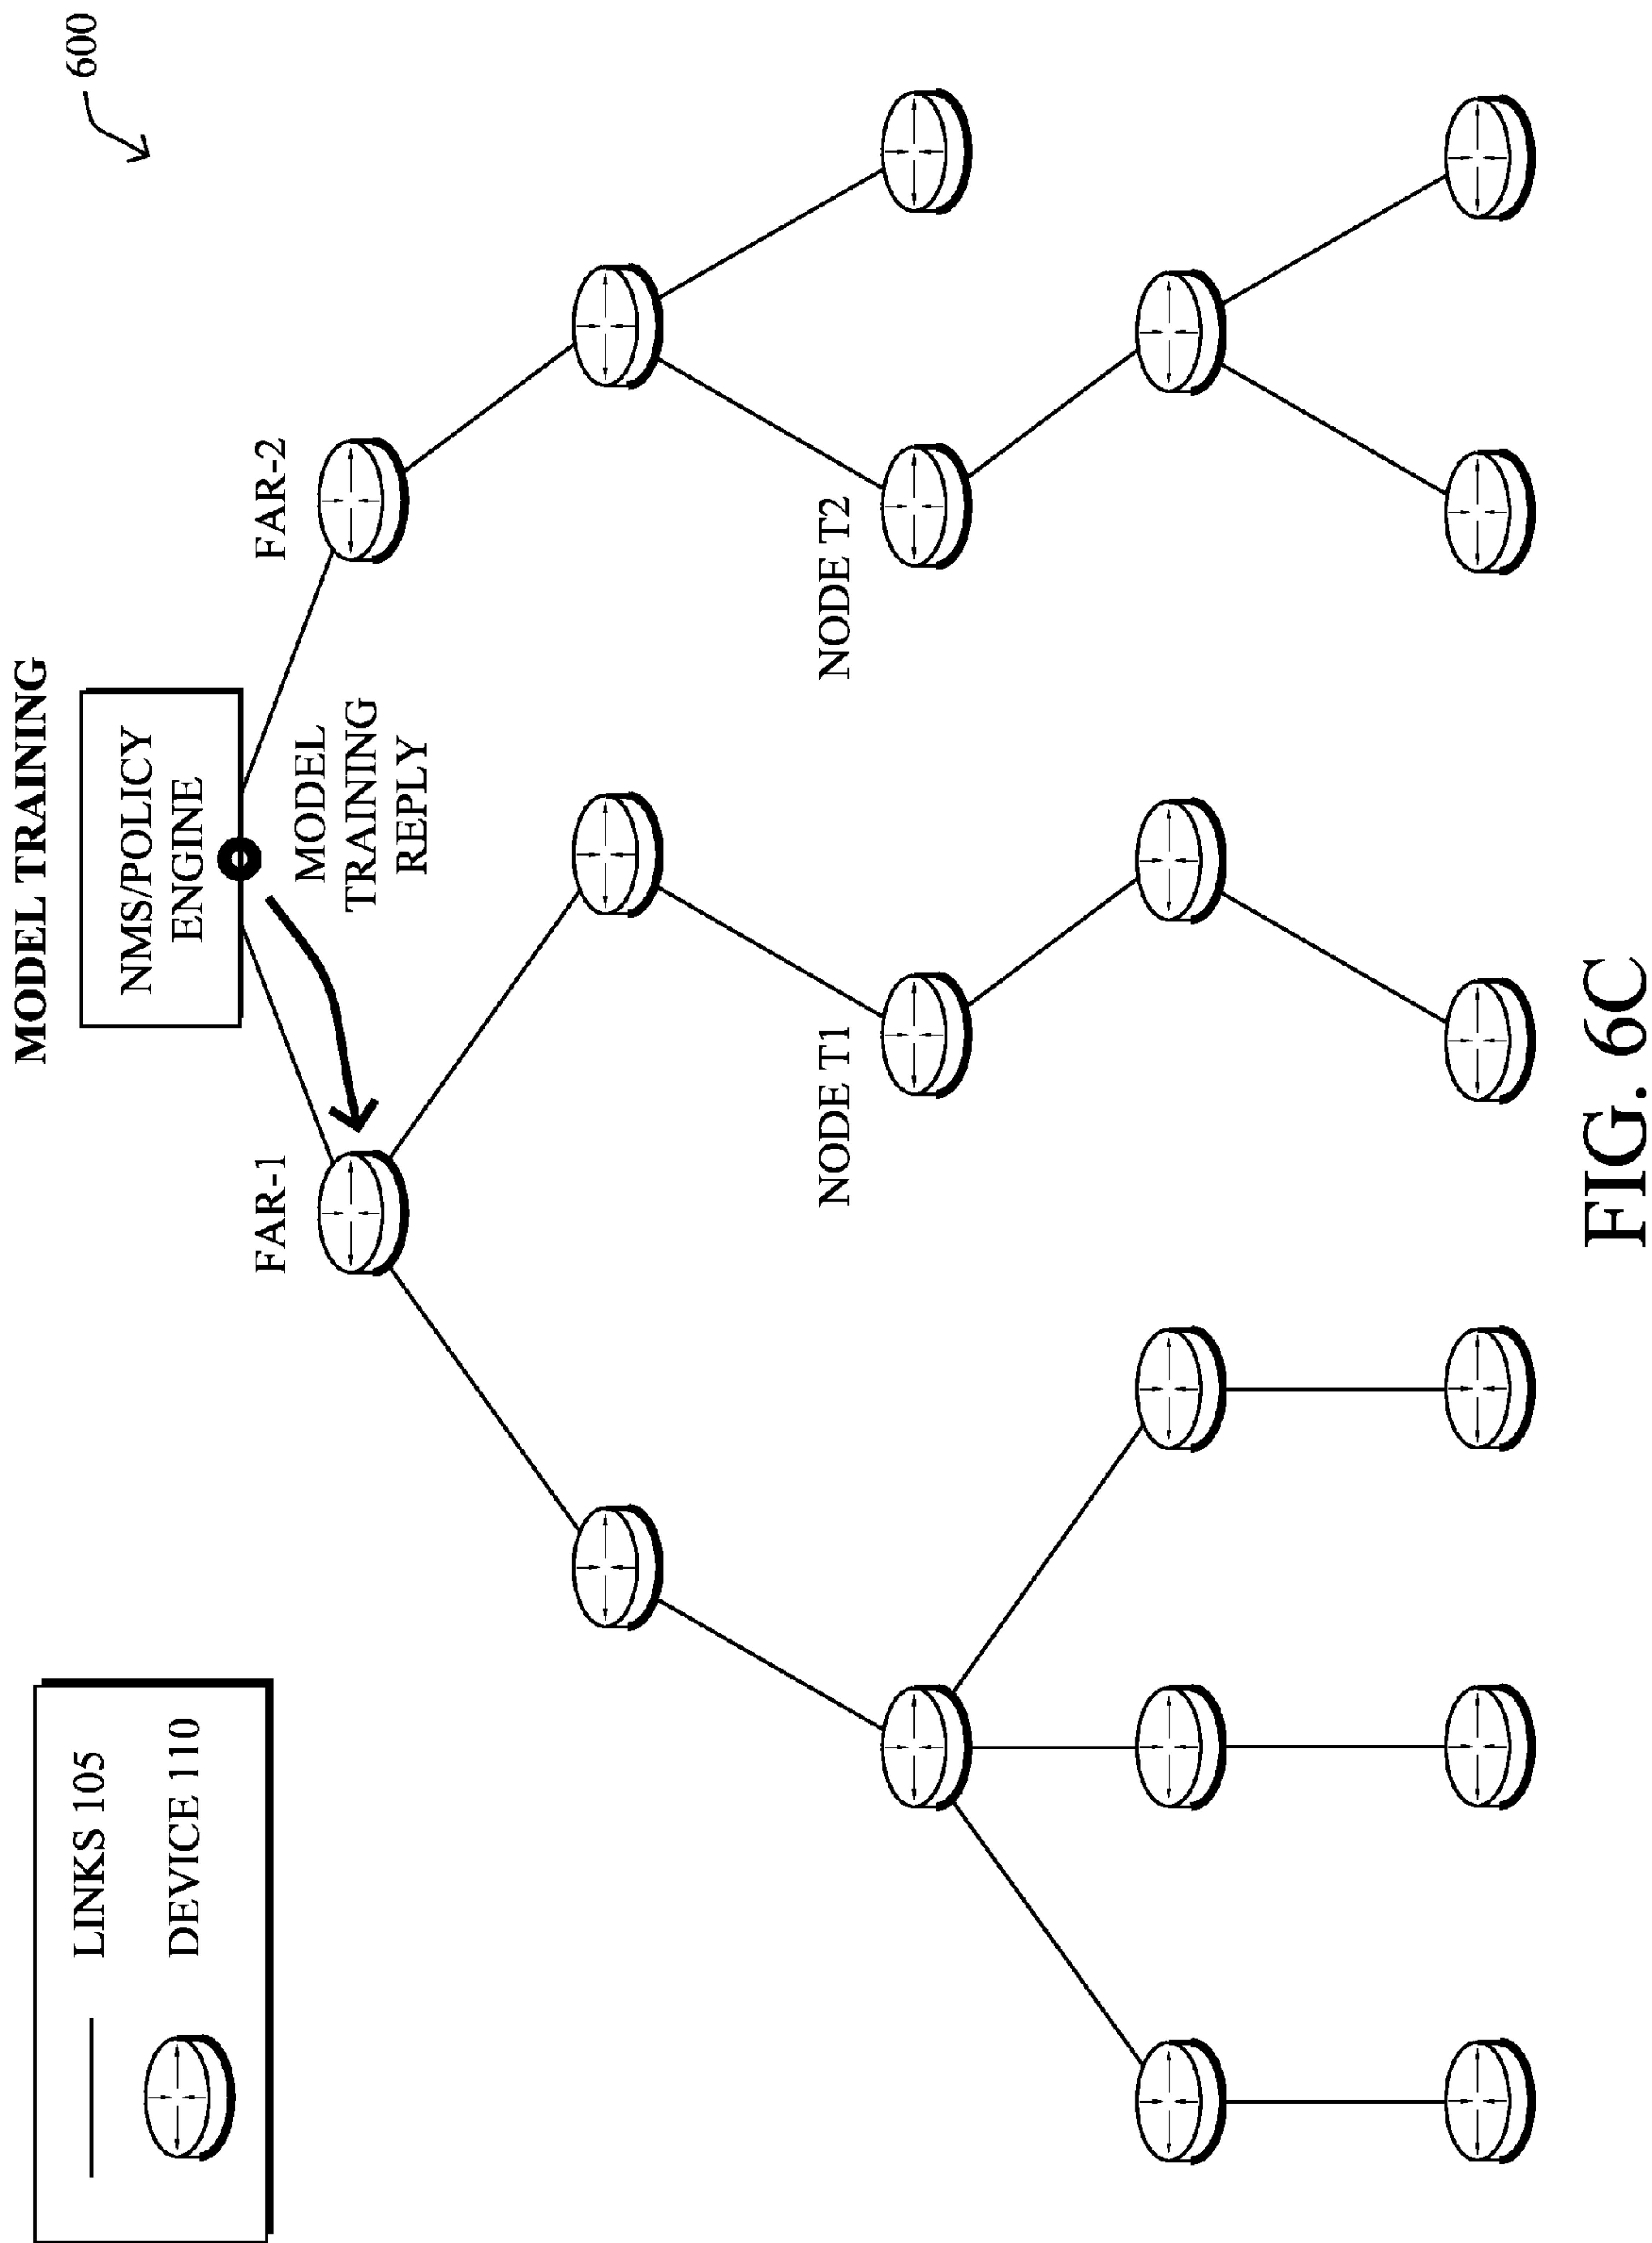 MODEL TRAINING
600
LINKS 105
DEVICE 110
NMS/POLICY
ENGINE
FAR-1
FAR-2
MODEL
TRAINING
REPLY
NODE T1
NODE T2
FIG. 6C